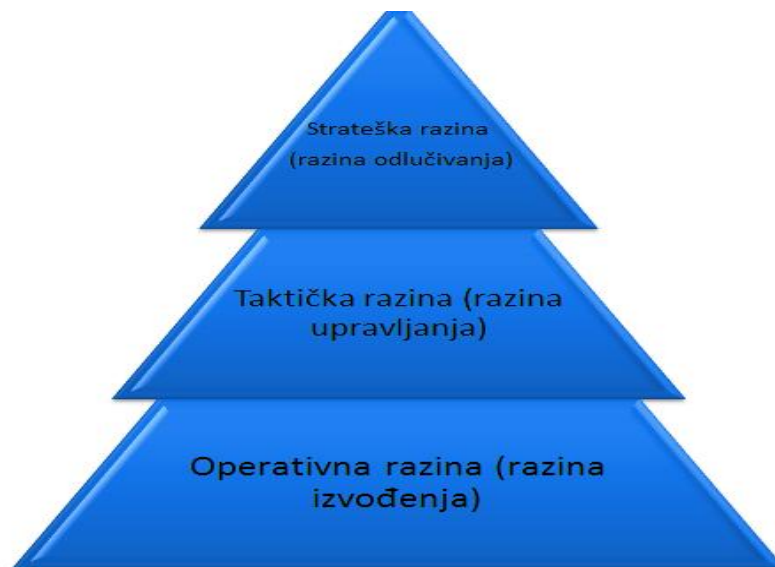 Strateška razina
(razina odlučivanja)
Taktička razina (razina
upravljanja)
Operativna razina (razina
izvođenja)